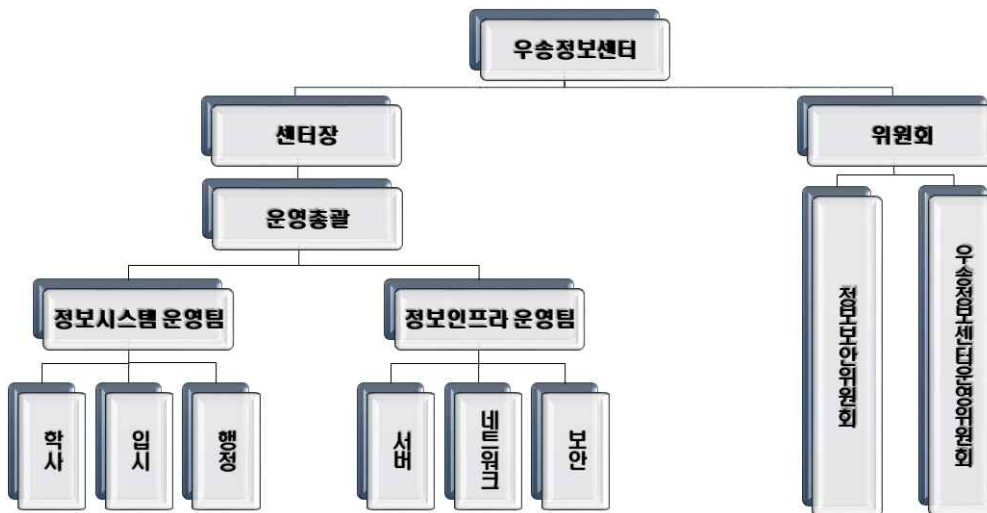 우송정보센터
센터장
위원회
운영총괄
정보시스템 운영팀
정보인프라 운영팀
학사
입시
행정
서버
네트워크
보안
정보보안위원회
우송정보센터운영위원회